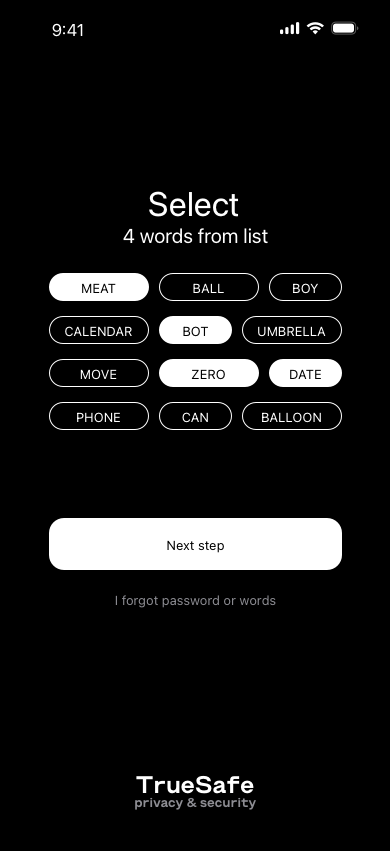 9:41
Select
4 words from list
MEAT BALL BOY
CALENDAR BOT UMBRELLA
MOVE ZERO DATE
PHONE CAN BALLOON
Next step
I forgot password or words
TrueSafe
privacy & security